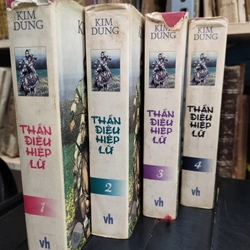 KIM
DUNG
THẦN
ĐIÊU
HIỆP
LỮ
1
vh
KIM
DUNG
THẦN
ĐIÊU
HIỆP
LỮ
2
vh
KIM
DUNG
THẦN
ĐIÊU
HIỆP
LỮ
3
vh
KIM
DUNG
THẦN
ĐIÊU
HIỆP
LỮ
4
vh